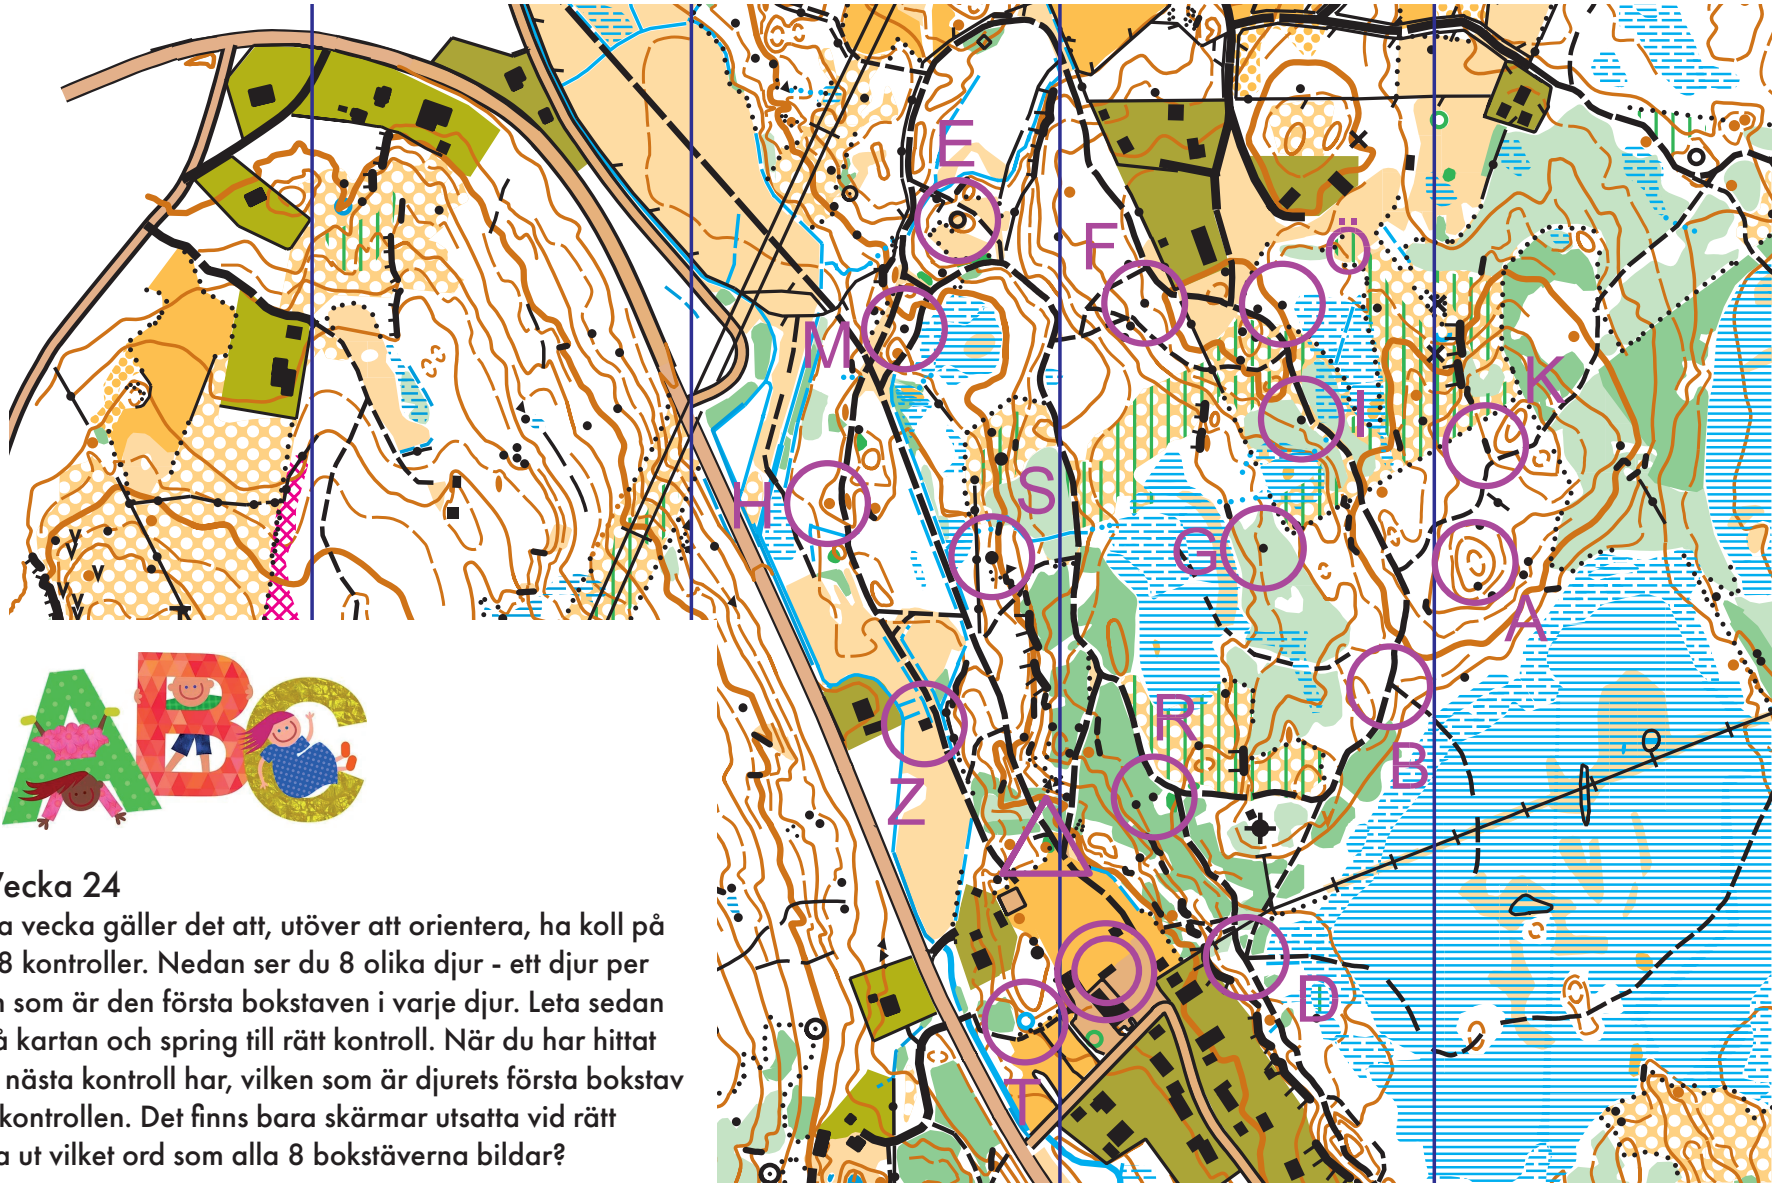 E
F
Ö
M
K
I
S
H
G
A
R
B
Z
D
T
ABC
Vecka 24
a vecka gäller det att, utöver att orientera, ha koll på
8 kontroller. Nedan ser du 8 olika djur - ett djur per
som är den första bokstaven i varje djur. Leta sedan
kartan och spring till rätt kontroll. När du har hittat
nästa kontroll har, vilken som är djurets första bokstav
kontrollen. Det finns bara skärmar utsatta vid rätt
a ut vilket ord som alla 8 bokstäverna bildar?